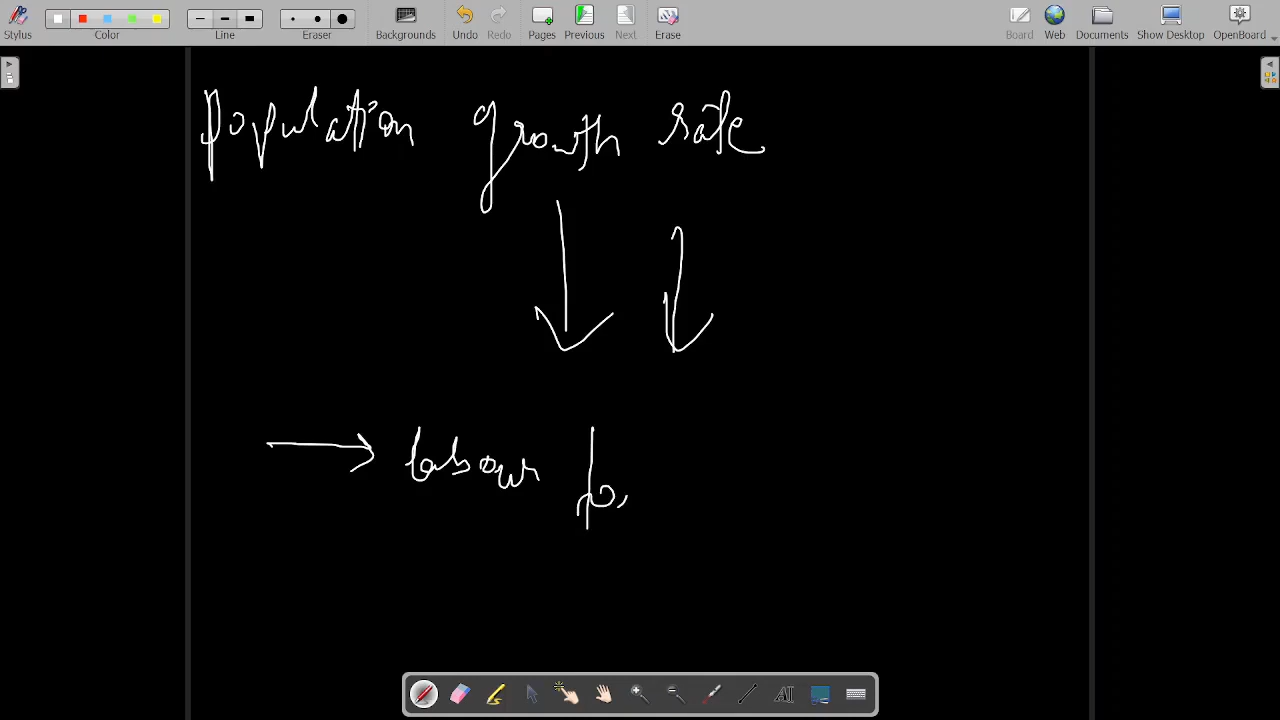 Stylus
Color
Line
Eraser
Backgrounds
Undo
Redo
Pages
Previous
Next
Erase
Board
Web
Documents
Show Desktop
OpenBoard
population growth rate
labour fo